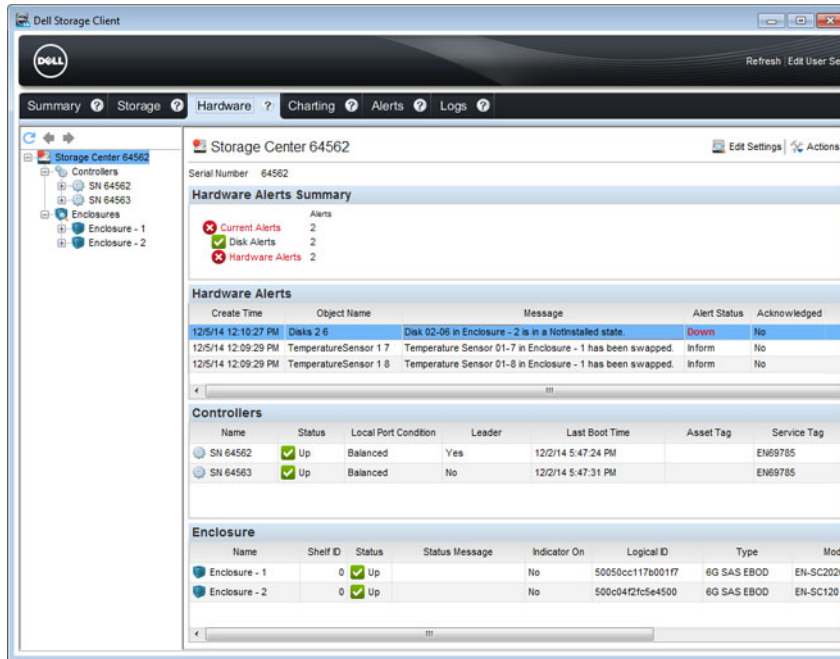 Dell Storage Client
DELL
Refresh | Edit User Se
Summary ? Storage ? Hardware ? Charting ? Alerts ? Logs ?
Storage Center 64562
Controllers
SN 64562
SN 64563
Enclosures
Enclosure - 1
Enclosure - 2
Storage Center 64562
Edit Settings | Actions
Serial Number 64562
Hardware Alerts Summary
Alerts
Current Alerts 2
Disk Alerts 2
Hardware Alerts 2
Hardware Alerts
Create Time Object Name Message Alert Status Acknowledged
12/5/14 12:10:27 PM Disks 2 6 Disk 02-06 in Enclosure - 2 is in a NotInstalled state. Down No
12/5/14 12:09:29 PM TemperatureSensor 1 7 Temperature Sensor 01-7 in Enclosure - 1 has been swapped. Inform No
12/5/14 12:09:29 PM TemperatureSensor 1 8 Temperature Sensor 01-8 in Enclosure - 1 has been swapped. Inform No
Controllers
Name Status Local Port Condition Leader Last Boot Time Asset Tag Service Tag
SN 64562 Up Balanced Yes 12/2/14 5:47:24 PM EN69785
SN 64563 Up Balanced No 12/2/14 5:47:31 PM EN69785
Enclosure
Name Shelf ID Status Status Message Indicator On Logical ID Type Mod
Enclosure - 1 0 Up No 50050cc117b001f7 6G SAS EBOD EN-SC202
Enclosure - 2 0 Up No 500c04f2fc5e4500 6G SAS EBOD EN-SC120